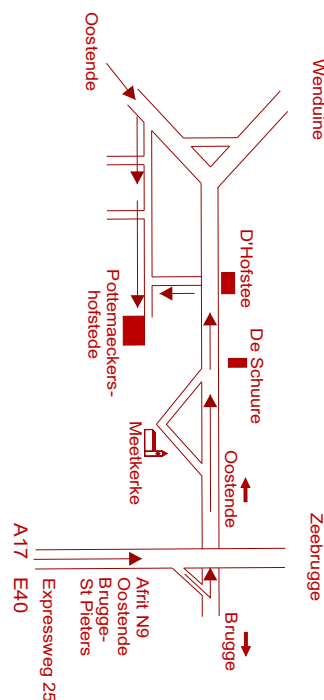 Oostende
Wenduine
D'Hofstee
De Schuure
Pottemaeckers-
hofstede
Meetkerke
Oostende
Zeebrugge
Brugge
Afrit N9
Oostende
Brugge-
St Pieters
Expressweg 25
A17 E40